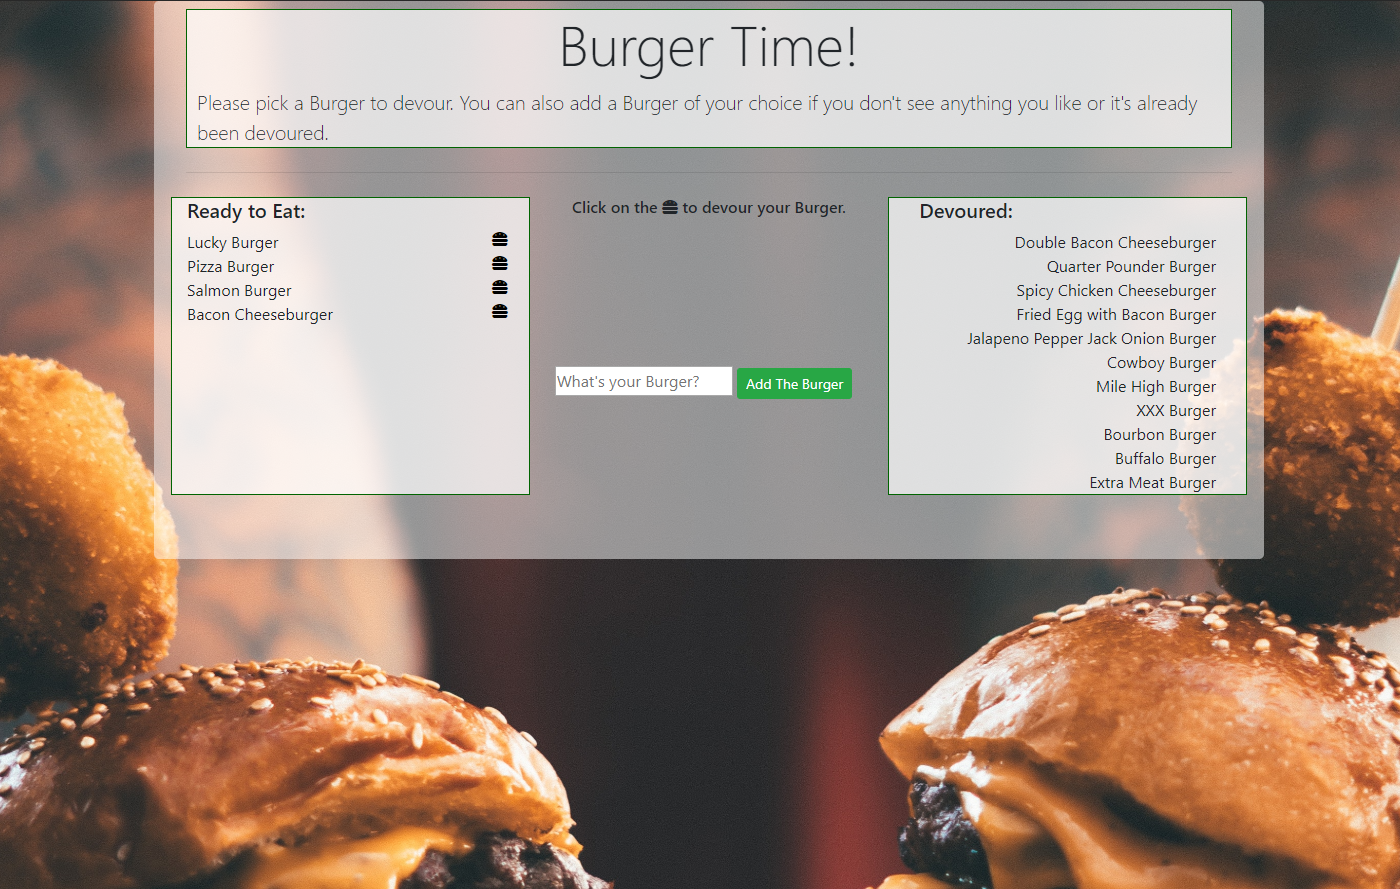 Burger Time!
Please pick a Burger to devour. You can also add a Burger of your choice if you don't see anything you like or it's already
been devoured.
Ready to Eat:
Lucky Burger
Pizza Burger
Salmon Burger
Bacon Cheeseburger
Click on the to devour your Burger.
What's your Burger? Add The Burger
Devoured:
Double Bacon Cheeseburger
Quarter Pounder Burger
Spicy Chicken Cheeseburger
Fried Egg with Bacon Burger
Jalapeno Pepper Jack Onion Burger
Cowboy Burger
Mile High Burger
XXX Burger
Bourbon Burger
Buffalo Burger
Extra Meat Burger